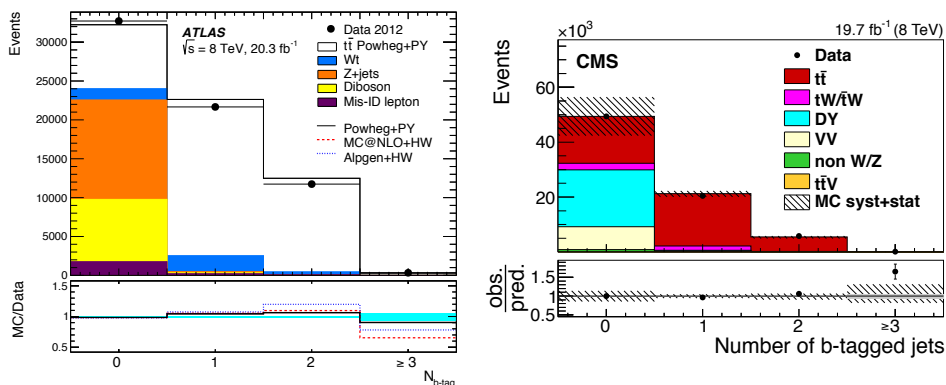 Events
30000
25000
20000
15000
10000
5000
0
ATLAS
√s = 8 TeV, 20.3 fb⁻¹
Data 2012
tt̄ Powheg+PY
Wt
Z+jets
Diboson
Mis-ID lepton
Powheg+PY
MC@NLO+HW
Alpgen+HW
MC/Data
1.5
1
0.5
0
1
2
≥ 3
N_b-tag
×10³
19.7 fb⁻¹ (8 TeV)
Events
60
40
20
0
CMS
Data
tt̄
tW/t̄W
DY
VV
non W/Z
tt̄V
MC syst+stat
obs.
pred.
1.5
1
0.5
0
1
2
≥3
Number of b-tagged jets